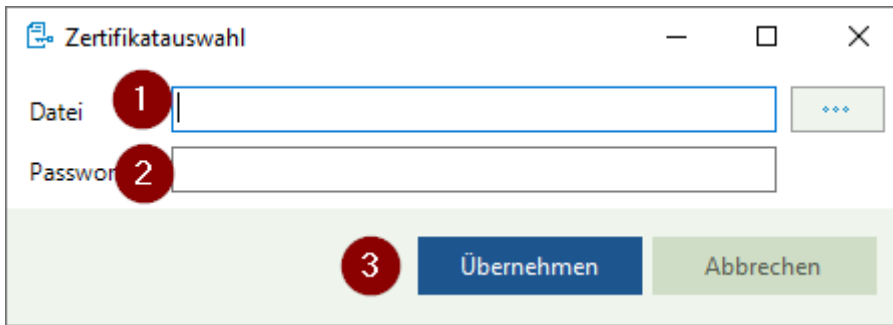 Zertifikatauswahl
Datei 1
Passwor 2
3 Übernehmen Abbrechen